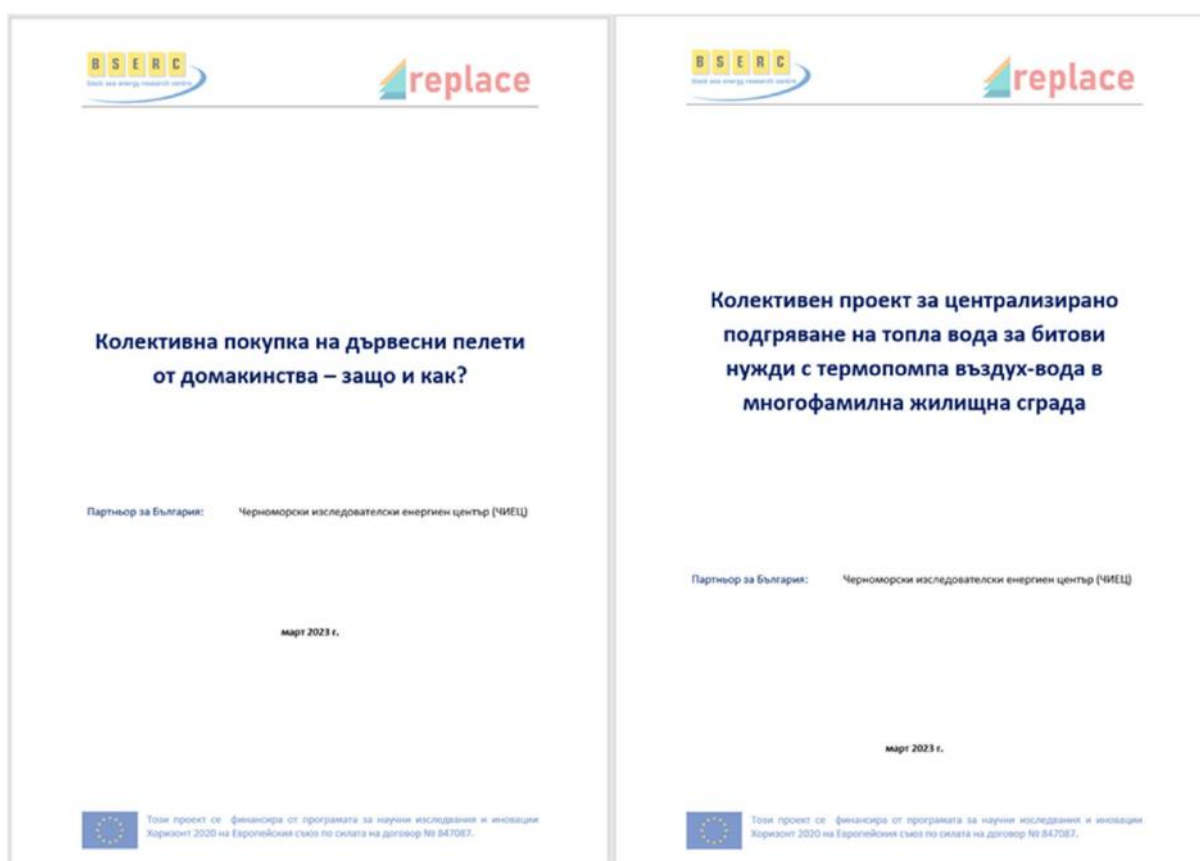 B S E R C
black sea energy research centre
replace
Колективна покупка на дървесни пелети
от домакинства – защо и как?
Партньор за България: Черноморски изследователски енергиен център (ЧИЕЦ)
март 2023 г.
Този проект се финансира от програмата за научни изследвания и иновации
Хоризонт 2020 на Европейския съюз по силата на договор № 847087.
B S E R C
black sea energy research centre
replace
Колективен проект за централизирано
подгряване на топла вода за битови
нужди с термопомпа въздух-вода в
многофамилна жилищна сграда
Партньор за България: Черноморски изследователски енергиен център (ЧИЕЦ)
март 2023 г.
Този проект се финансира от програмата за научни изследвания и иновации
Хоризонт 2020 на Европейския съюз по силата на договор № 847087.